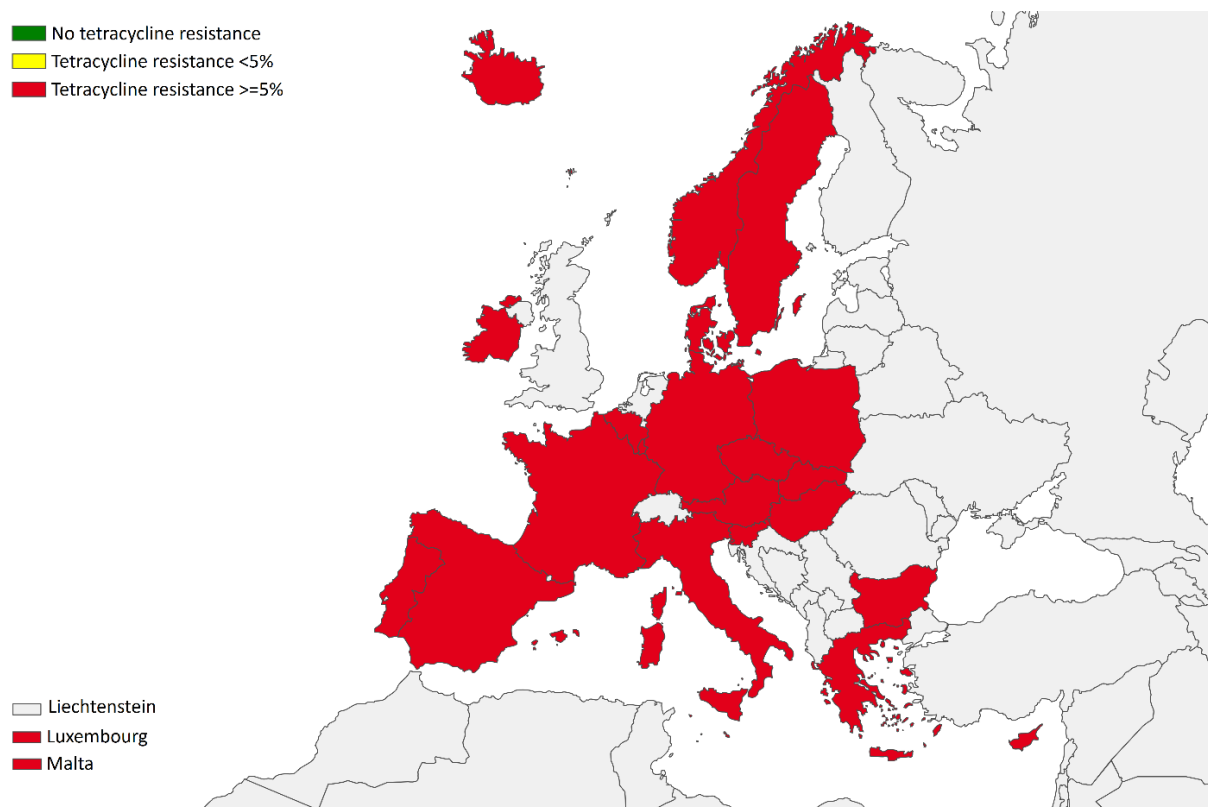 No tetracycline resistance
Tetracycline resistance <5%
Tetracycline resistance >=5%
Liechtenstein
Luxembourg
Malta